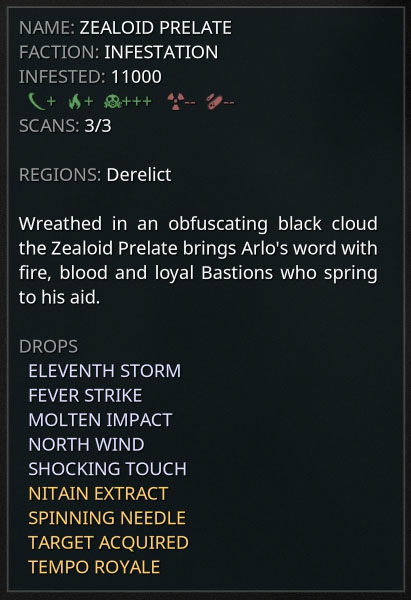 NAME: ZEALOID PRELATE
FACTION: INFESTATION
INFESTED: 11000
+ + +++ -- --
SCANS: 3/3
REGIONS: Derelict
Wreathed in an obfuscating black cloud
the Zealoid Prelate brings Arlo's word with
fire, blood and loyal Bastions who spring
to his aid.
DROPS
ELEVENTH STORM
FEVER STRIKE
MOLTEN IMPACT
NORTH WIND
SHOCKING TOUCH
NITAIN EXTRACT
SPINNING NEEDLE
TARGET ACQUIRED
TEMPO ROYALE